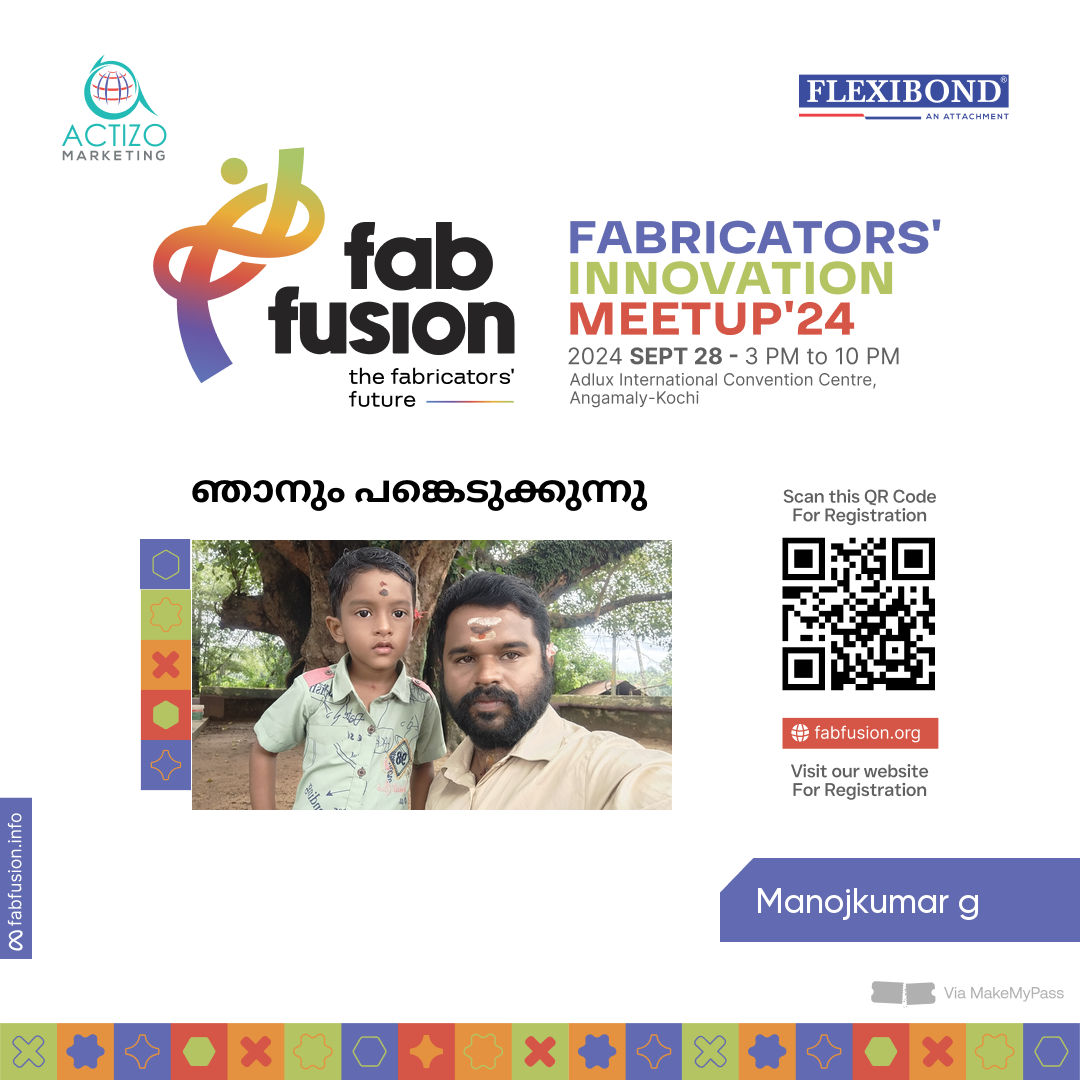 ACTIZO
MARKETING
FLEXIBOND®
AN ATTACHMENT
fab
fusion
the fabricators'
future
FABRICATORS'
INNOVATION
MEETUP'24
2024 SEPT 28 - 3 PM to 10 PM
Adlux International Convention Centre,
Angamaly-Kochi
ഞാനും പങ്കെടുക്കുന്നു
Scan this QR Code
For Registration
fabfusion.org
Visit our website
For Registration
fabfusion.info
Manojkumar g
Via MakeMyPass